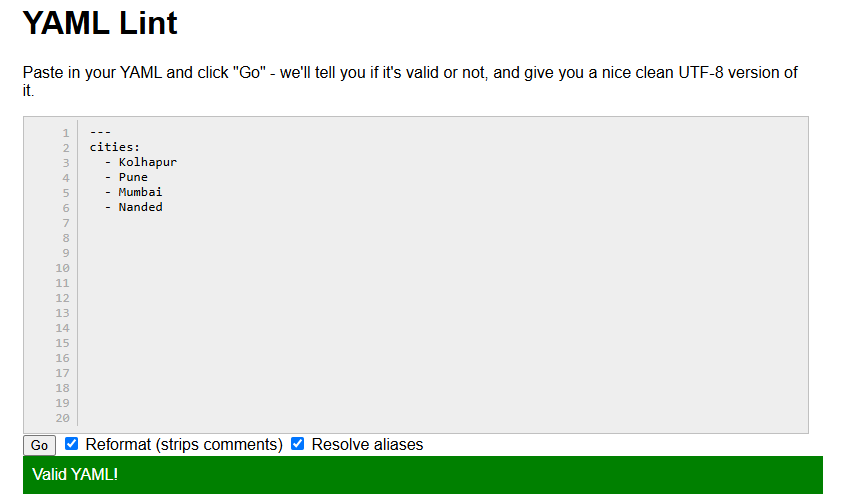 YAML Lint
Paste in your YAML and click "Go" - we'll tell you if it's valid or not, and give you a nice clean UTF-8 version of
it.
1 ---
2 cities:
3   - Kolhapur
4   - Pune
5   - Mumbai
6   - Nanded
7
8
9
10
11
12
13
14
15
16
17
18
19
20
Go Reformat (strips comments) Resolve aliases
Valid YAML!